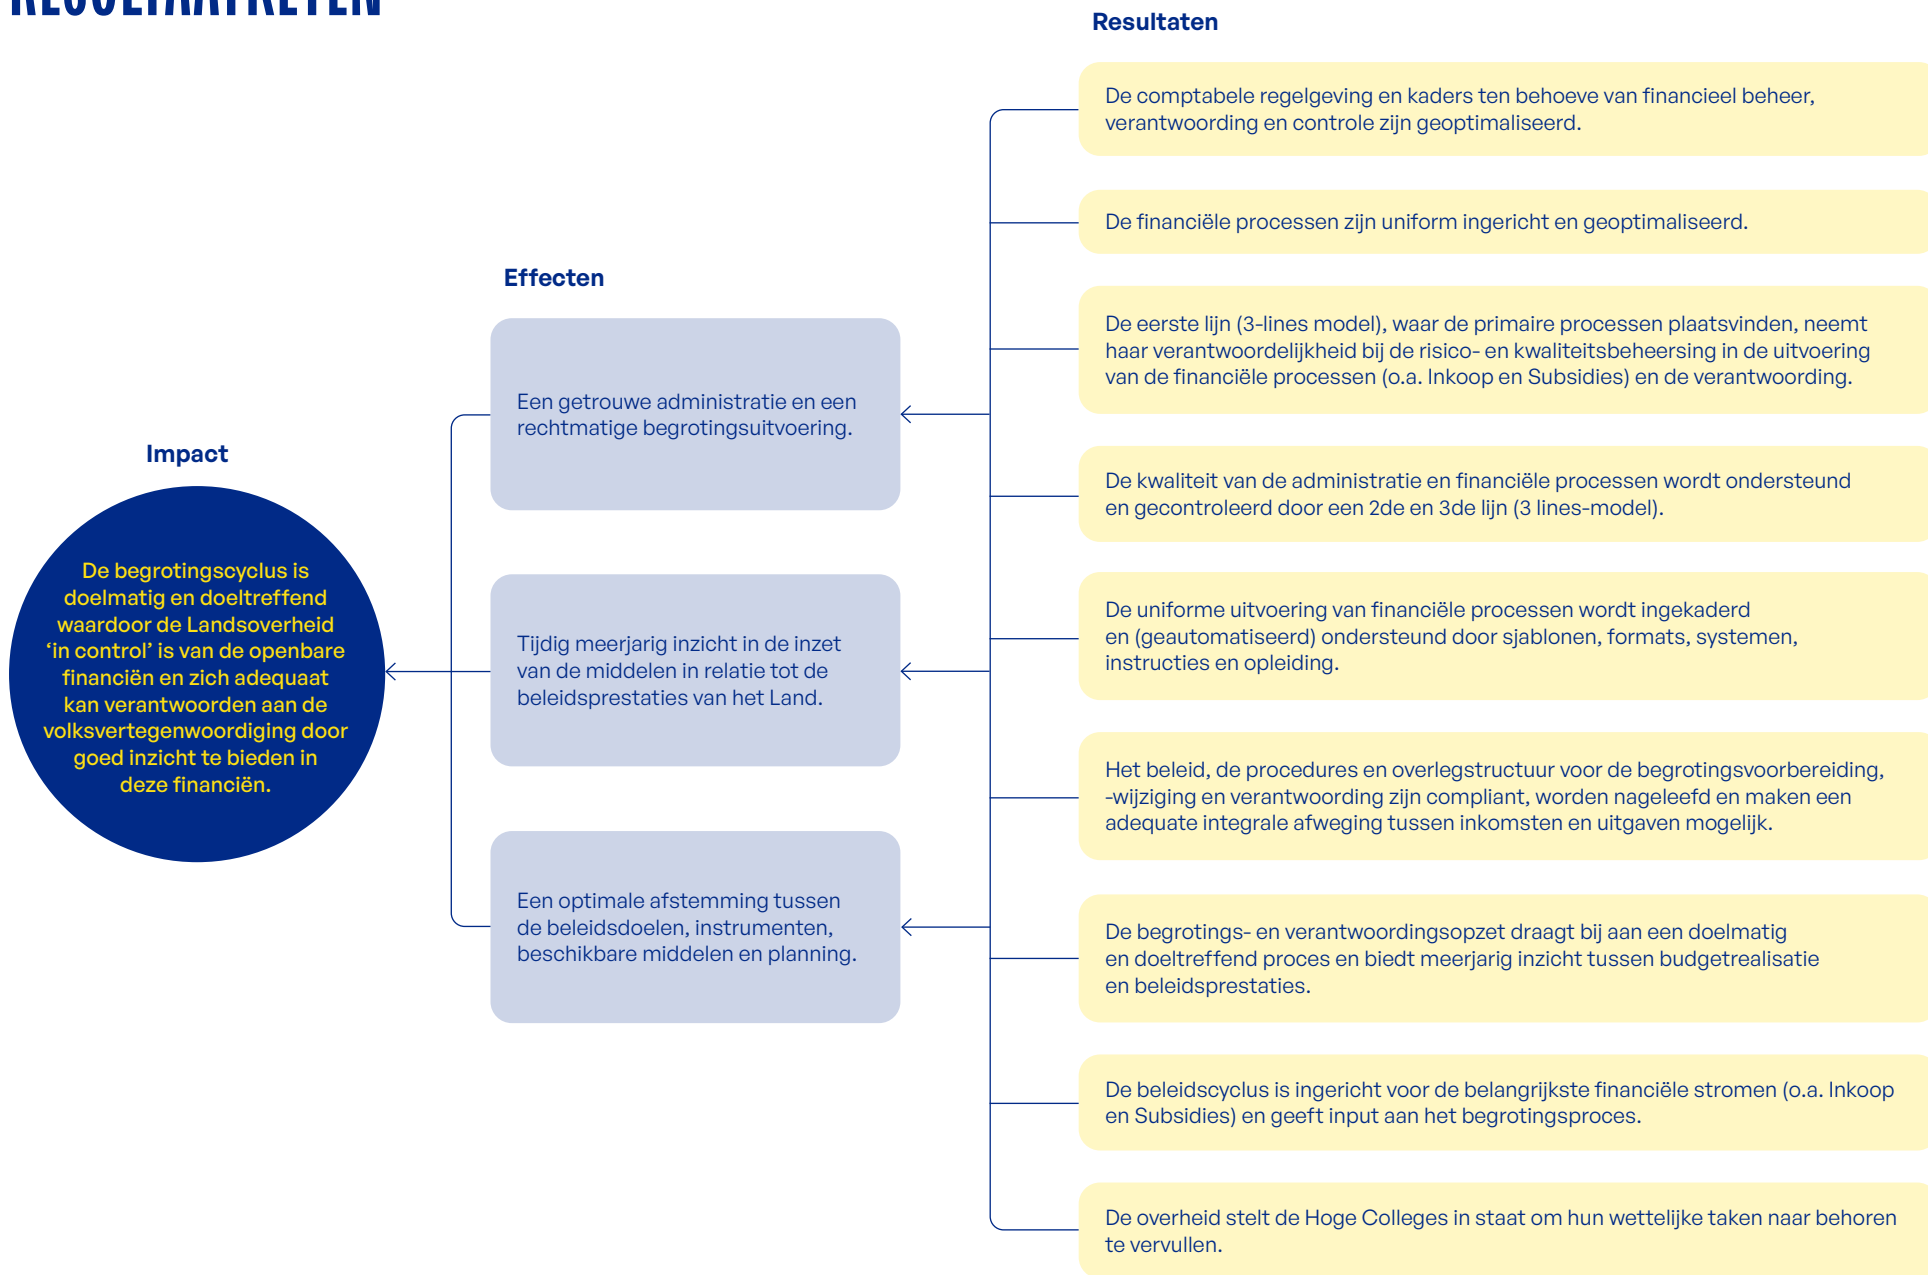 RESULTAATKETEN
Resultaten
De comptabele regelgeving en kaders ten behoeve van financieel beheer,
verantwoording en controle zijn geoptimaliseerd.
De financiële processen zijn uniform ingericht en geoptimaliseerd.
De eerste lijn (3-lines model), waar de primaire processen plaatsvinden, neemt
haar verantwoordelijkheid bij de risico- en kwaliteitsbeheersing in de uitvoering
van de financiële processen (o.a. Inkoop en Subsidies) en de verantwoording.
De kwaliteit van de administratie en financiële processen wordt ondersteund
en gecontroleerd door een 2de en 3de lijn (3 lines-model).
De uniforme uitvoering van financiële processen wordt ingekaderd
en (geautomatiseerd) ondersteund door sjablonen, formats, systemen,
instructies en opleiding.
Het beleid, de procedures en overlegstructuur voor de begrotingsvoorbereiding,
-wijziging en verantwoording zijn compliant, worden nageleefd en maken een
adequate integrale afweging tussen inkomsten en uitgaven mogelijk.
De begrotings- en verantwoordingsopzet draagt bij aan een doelmatig
en doeltreffend proces en biedt meerjarig inzicht tussen budgetrealisatie
en beleidsprestaties.
De beleidscyclus is ingericht voor de belangrijkste financiële stromen (o.a. Inkoop
en Subsidies) en geeft input aan het begrotingsproces.
De overheid stelt de Hoge Colleges in staat om hun wettelijke taken naar behoren
te vervullen.
Effecten
Een getrouwe administratie en een
rechtmatige begrotingsuitvoering.
Tijdig meerjarig inzicht in de inzet
van de middelen in relatie tot de
beleidsprestaties van het Land.
Een optimale afstemming tussen
de beleidsdoelen, instrumenten,
beschikbare middelen en planning.
Impact
De begrotingscyclus is
doelmatig en doeltreffend
waardoor de Landsoverheid
‘in control’ is van de openbare
financiën en zich adequaat
kan verantwoorden aan de
volksvertegenwoordiging door
goed inzicht te bieden in
deze financiën.